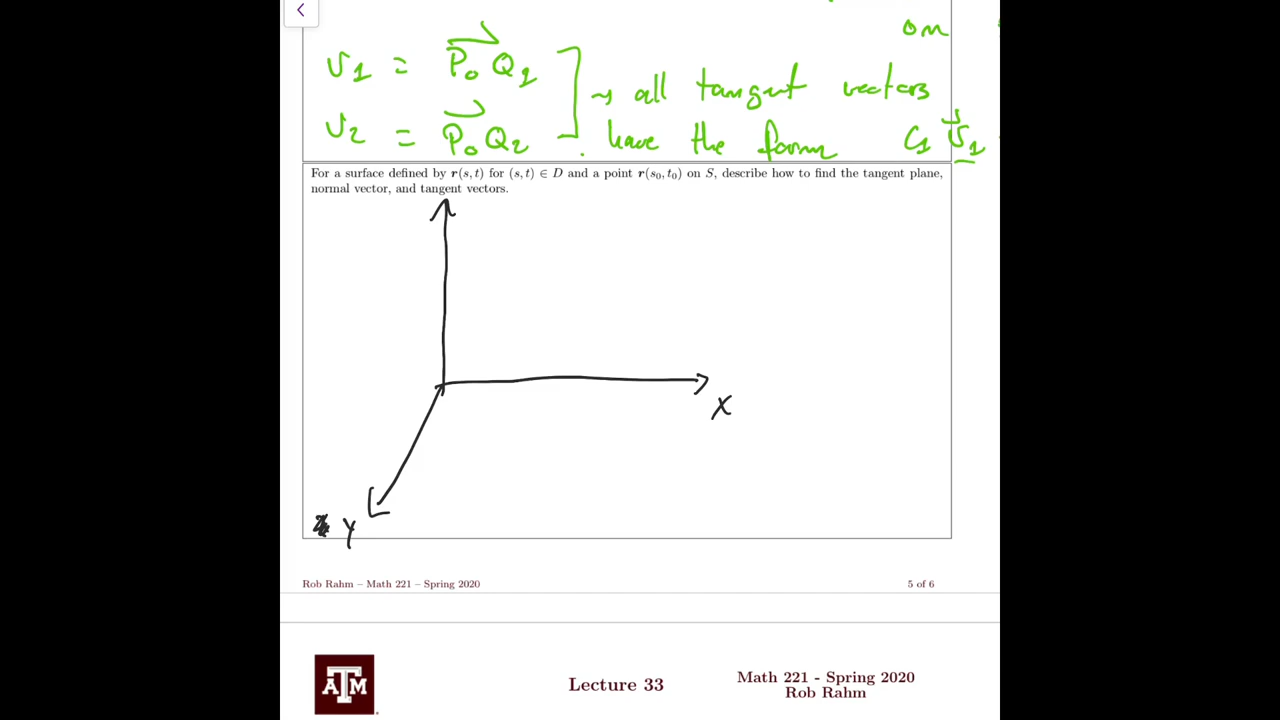 on
v1 = P0Q1 ] ~ all tangent vectors
v2 = P0Q2 . have the form C1 v1
For a surface defined by r(s, t) for (s, t) ∈ D and a point r(s0, t0) on S, describe how to find the tangent plane,
normal vector, and tangent vectors.
X
Y
Rob Rahm – Math 221 – Spring 2020 5 of 6
ATM
Lecture 33
Math 221 - Spring 2020
Rob Rahm